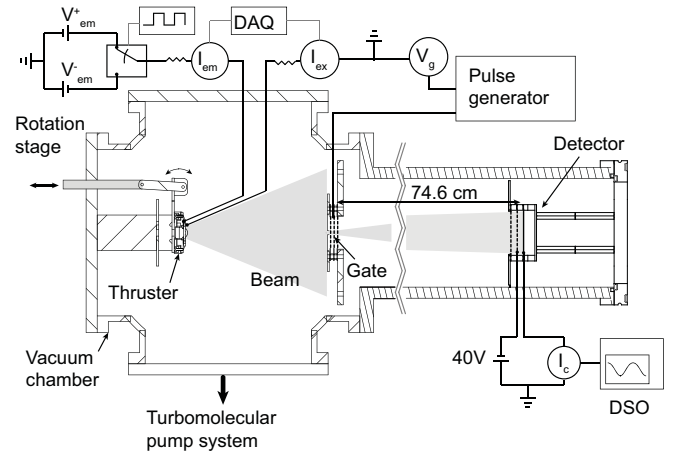 V⁺em
DAQ
Iem
Iex
Vg
V⁻em
Pulse
generator
Rotation
stage
Detector
74.6 cm
Gate
Thruster
Beam
Vacuum
chamber
40V
Ic
DSO
Turbomolecular
pump system